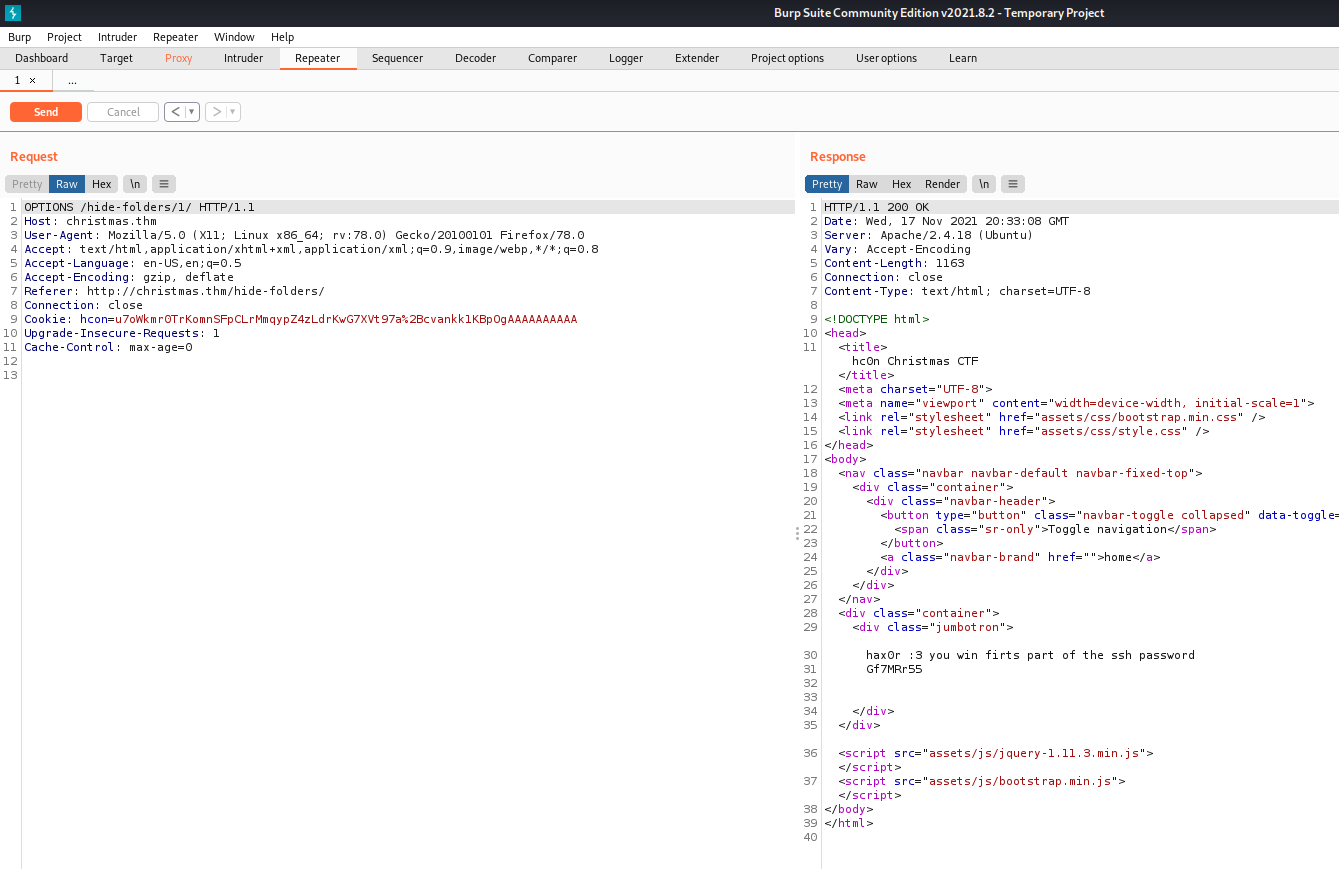 Burp Suite Community Edition v2021.8.2 - Temporary Project
Burp Project Intruder Repeater Window Help
Dashboard Target Proxy Intruder Repeater Sequencer Decoder Comparer Logger Extender Project options User options Learn
1 × ...
Send Cancel < ▼ > ▼
Request
Pretty Raw Hex \n ≡
1 OPTIONS /hide-folders/1/ HTTP/1.1
2 Host: christmas.thm
3 User-Agent: Mozilla/5.0 (X11; Linux x86_64; rv:78.0) Gecko/20100101 Firefox/78.0
4 Accept: text/html,application/xhtml+xml,application/xml;q=0.9,image/webp,*/*;q=0.8
5 Accept-Language: en-US,en;q=0.5
6 Accept-Encoding: gzip, deflate
7 Referer: http://christmas.thm/hide-folders/
8 Connection: close
9 Cookie: hcon=u7oWkmr0TrKomnSFpCLrMmqypZ4zLdrKwG7XVt97a%2Bcvankk1KBpOgAAAAAAAAAA
10 Upgrade-Insecure-Requests: 1
11 Cache-Control: max-age=0
12
13
Response
Pretty Raw Hex Render \n ≡
1 HTTP/1.1 200 OK
2 Date: Wed, 17 Nov 2021 20:33:08 GMT
3 Server: Apache/2.4.18 (Ubuntu)
4 Vary: Accept-Encoding
5 Content-Length: 1163
6 Connection: close
7 Content-Type: text/html; charset=UTF-8
8
9 <!DOCTYPE html>
10 <head>
11 <title>
hc0n Christmas CTF
</title>
12 <meta charset="UTF-8">
13 <meta name="viewport" content="width=device-width, initial-scale=1">
14 <link rel="stylesheet" href="assets/css/bootstrap.min.css" />
15 <link rel="stylesheet" href="assets/css/style.css" />
16 </head>
17 <body>
18 <nav class="navbar navbar-default navbar-fixed-top">
19 <div class="container">
20 <div class="navbar-header">
21 <button type="button" class="navbar-toggle collapsed" data-toggle=
22 <span class="sr-only">Toggle navigation</span>
23 </button>
24 <a class="navbar-brand" href="">home</a>
25 </div>
26 </div>
27 </nav>
28 <div class="container">
29 <div class="jumbotron">
30 hax0r :3 you win firts part of the ssh password
31 Gf7MRr55
32
33
34 </div>
35 </div>
36 <script src="assets/js/jquery-1.11.3.min.js">
</script>
37 <script src="assets/js/bootstrap.min.js">
</script>
38 </body>
39 </html>
40